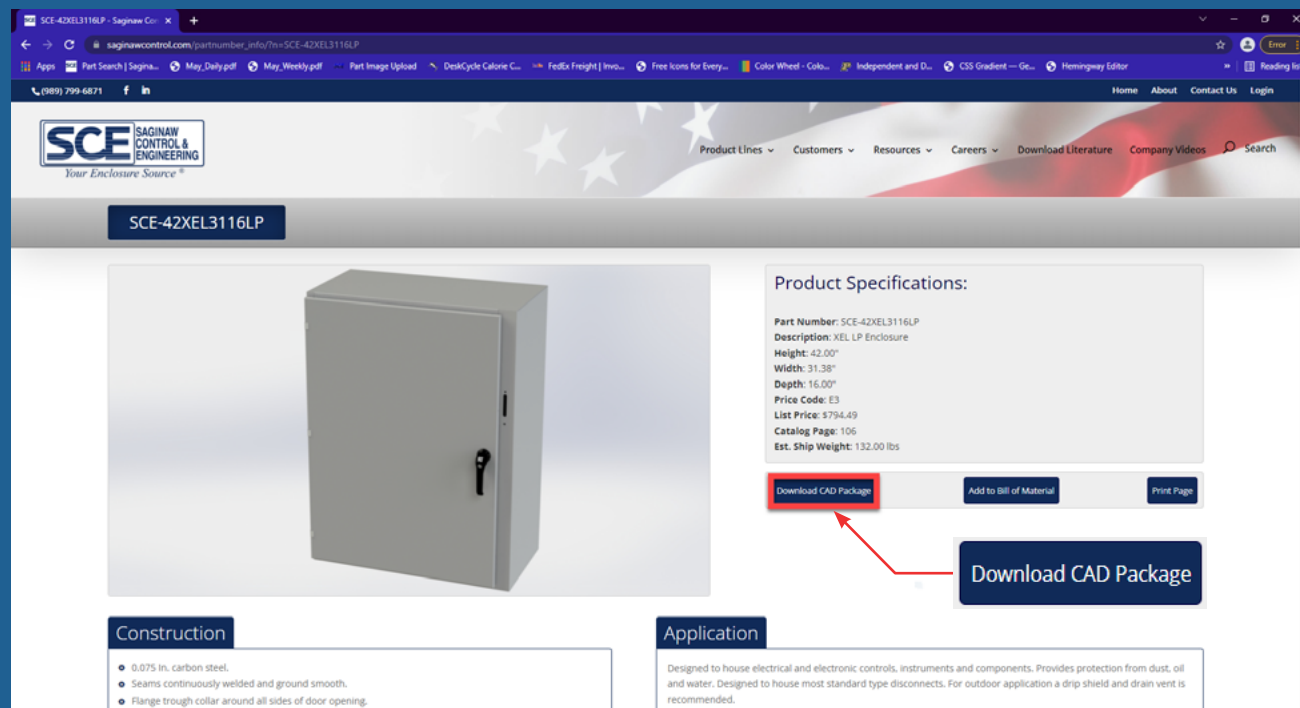 SCE-42XEL3116LP - Saginaw Con
saginawcontrol.com/partnumber_info/?n=SCE-42XEL3116LP
Error
Apps Part Search | Sagina... May_Daily.pdf May_Weekly.pdf Part Image Upload DeskCycle Calorie C... FedEx Freight | Invo... Free Icons for Every... Color Wheel - Colo... Independent and D... CSS Gradient — Ge... Hemingway Editor » Reading list
(989) 799-6871 f in Home About Contact Us Login
SCE SAGINAW
CONTROL &
ENGINEERING
Your Enclosure Source ®
Product Lines Customers Resources Careers Download Literature Company Videos Search
SCE-42XEL3116LP
Product Specifications:
Part Number: SCE-42XEL3116LP
Description: XEL LP Enclosure
Height: 42.00"
Width: 31.38"
Depth: 16.00"
Price Code: E3
List Price: $794.49
Catalog Page: 106
Est. Ship Weight: 132.00 lbs
Download CAD Package Add to Bill of Material Print Page
Download CAD Package
Construction
0.075 In. carbon steel.
Seams continuously welded and ground smooth.
Flange trough collar around all sides of door opening.
Application
Designed to house electrical and electronic controls, instruments and components. Provides protection from dust, oil
and water. Designed to house most standard type disconnects. For outdoor application a drip shield and drain vent is
recommended.